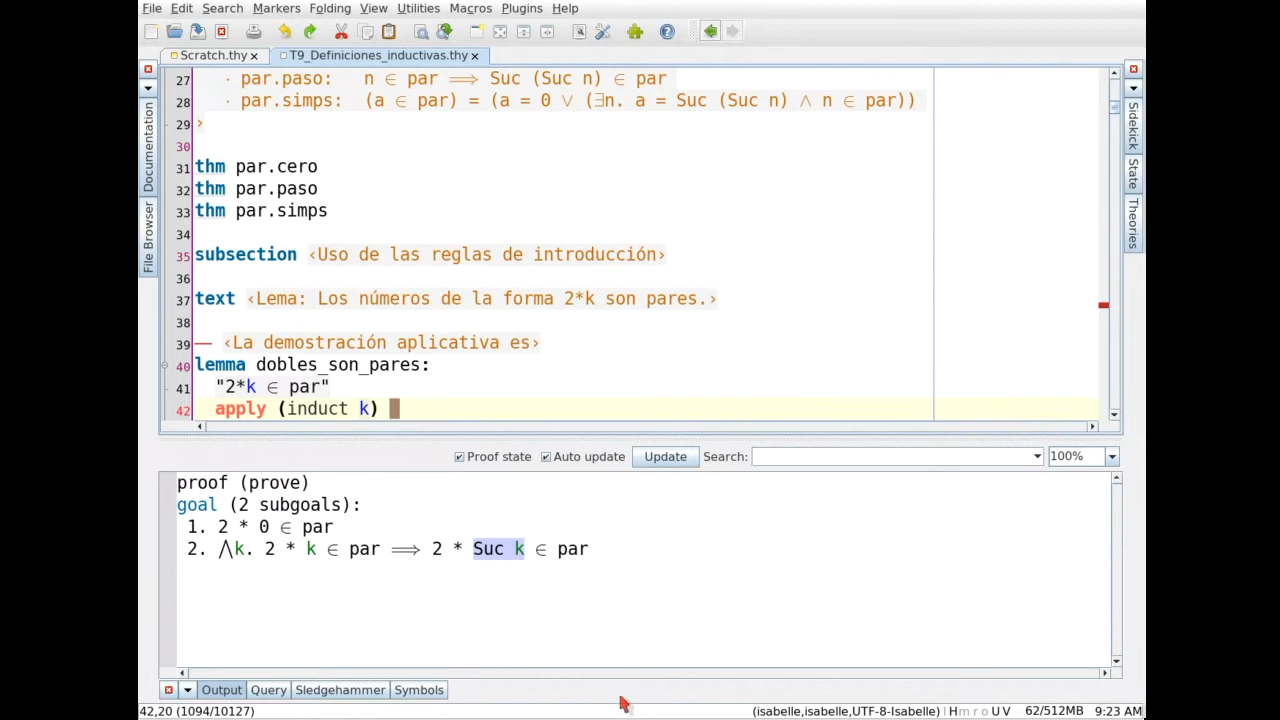 File Edit Search Markers Folding View Utilities Macros Plugins Help
Scratch.thy T9_Definiciones_inductivas.thy
27 · par.paso: n ∈ par ⟹ Suc (Suc n) ∈ par
28 · par.simps: (a ∈ par) = (a = 0 ∨ (∃n. a = Suc (Suc n) ∧ n ∈ par))
29 ›
30
31 thm par.cero
32 thm par.paso
33 thm par.simps
34
35 subsection ‹Uso de las reglas de introducción›
36
37 text ‹Lema: Los números de la forma 2*k son pares.›
38
39 — ‹La demostración aplicativa es›
40 lemma dobles_son_pares:
41 "2*k ∈ par"
42 apply (induct k)
Documentation
File Browser
Sidekick
State
Theories
Proof state Auto update Update Search: 100%
proof (prove)
goal (2 subgoals):
1. 2 * 0 ∈ par
2. ⋀k. 2 * k ∈ par ⟹ 2 * Suc k ∈ par
Output Query Sledgehammer Symbols
42,20 (1094/10127) (isabelle,isabelle,UTF-8-Isabelle) | H m r o U V 62/512MB 9:23 AM